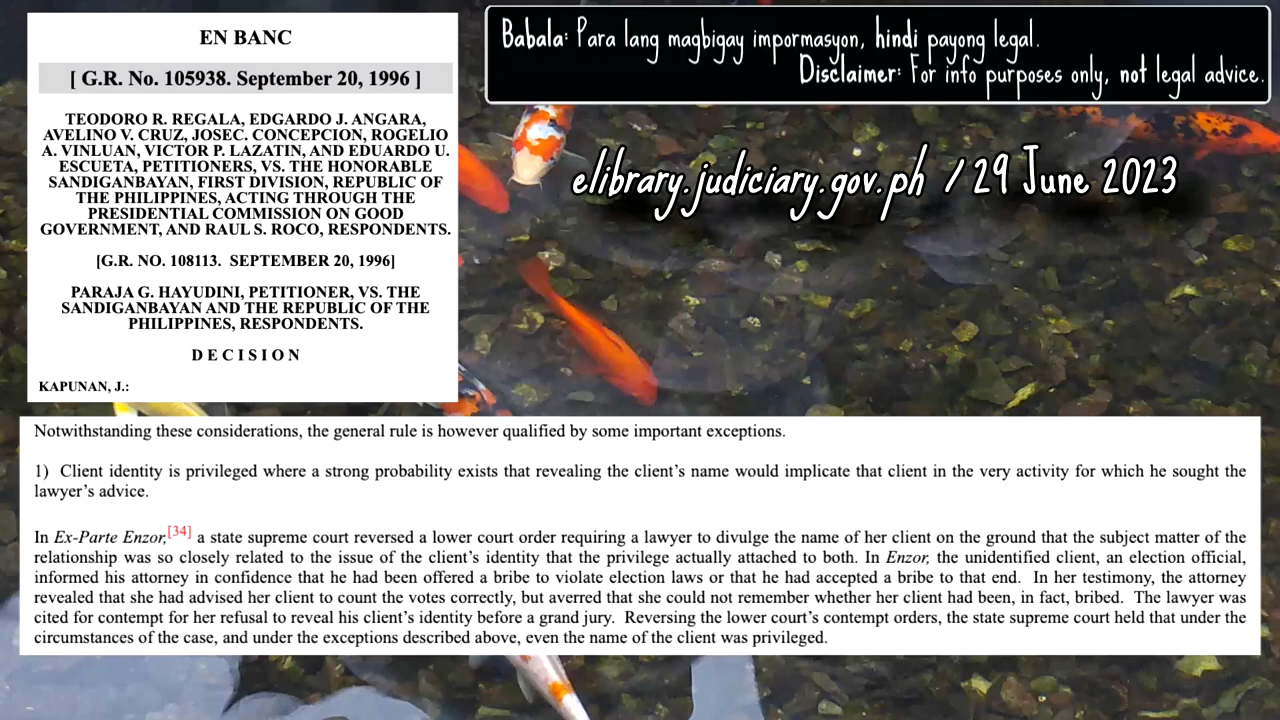 EN BANC
[ G.R. No. 105938. September 20, 1996 ]
TEODORO R. REGALA, EDGARDO J. ANGARA,
AVELINO V. CRUZ, JOSEC. CONCEPCION, ROGELIO
A. VINLUAN, VICTOR P. LAZATIN, AND EDUARDO U.
ESCUETA, PETITIONERS, VS. THE HONORABLE
SANDIGANBAYAN, FIRST DIVISION, REPUBLIC OF
THE PHILIPPINES, ACTING THROUGH THE
PRESIDENTIAL COMMISSION ON GOOD
GOVERNMENT, AND RAUL S. ROCO, RESPONDENTS.
[G.R. NO. 108113. SEPTEMBER 20, 1996]
PARAJA G. HAYUDINI, PETITIONER, VS. THE
SANDIGANBAYAN AND THE REPUBLIC OF THE
PHILIPPINES, RESPONDENTS.
D E C I S I O N
KAPUNAN, J.:
Babala: Para lang magbigay impormasyon, hindi payong legal.
Disclaimer: For info purposes only, not legal advice.
elibrary.judiciary.gov.ph / 29 June 2023
Notwithstanding these considerations, the general rule is however qualified by some important exceptions.
1) Client identity is privileged where a strong probability exists that revealing the client's name would implicate that client in the very activity for which he sought the
lawyer's advice.
In Ex-Parte Enzor,[34] a state supreme court reversed a lower court order requiring a lawyer to divulge the name of her client on the ground that the subject matter of the
relationship was so closely related to the issue of the client's identity that the privilege actually attached to both. In Enzor, the unidentified client, an election official,
informed his attorney in confidence that he had been offered a bribe to violate election laws or that he had accepted a bribe to that end. In her testimony, the attorney
revealed that she had advised her client to count the votes correctly, but averred that she could not remember whether her client had been, in fact, bribed. The lawyer was
cited for contempt for her refusal to reveal his client's identity before a grand jury. Reversing the lower court's contempt orders, the state supreme court held that under the
circumstances of the case, and under the exceptions described above, even the name of the client was privileged.